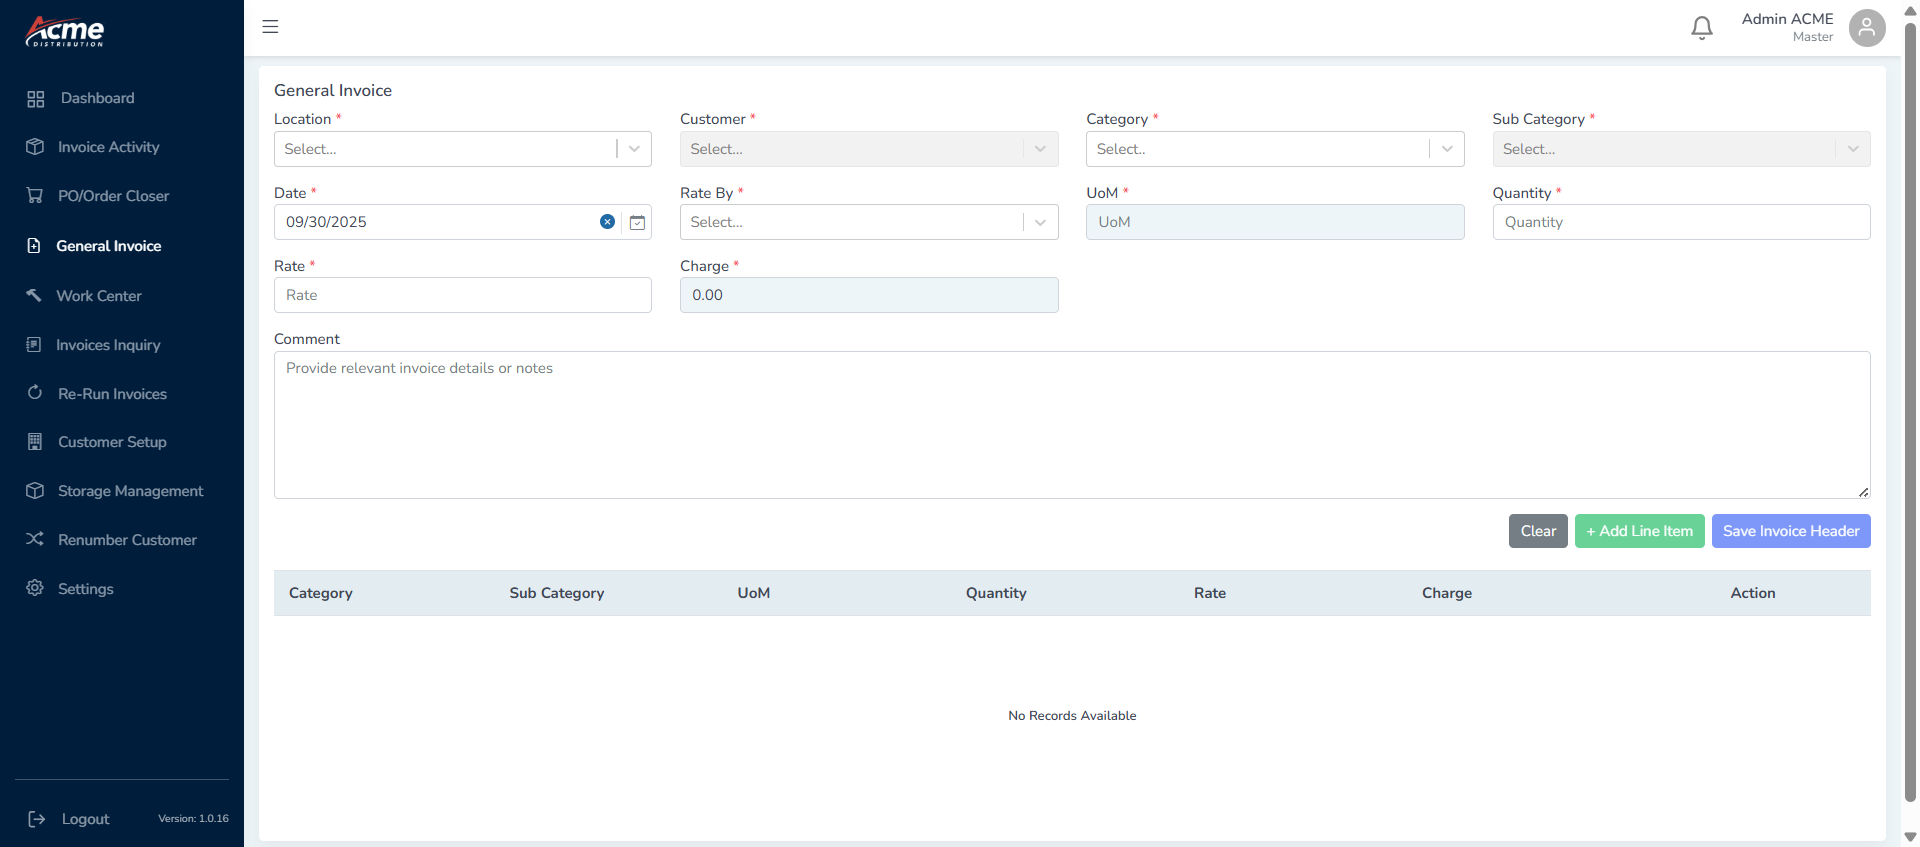 Acme
DISTRIBUTION
Dashboard
Invoice Activity
PO/Order Closer
General Invoice
Work Center
Invoices Inquiry
Re-Run Invoices
Customer Setup
Storage Management
Renumber Customer
Settings
Logout
Version: 1.0.16
Admin ACME
Master
General Invoice
Location * Customer * Category * Sub Category *
Select... Select... Select.. Select...
Date * Rate By * UoM * Quantity *
09/30/2025 Select... UoM Quantity
Rate * Charge *
Rate 0.00
Comment
Provide relevant invoice details or notes
Clear + Add Line Item Save Invoice Header
Category Sub Category UoM Quantity Rate Charge Action
No Records Available